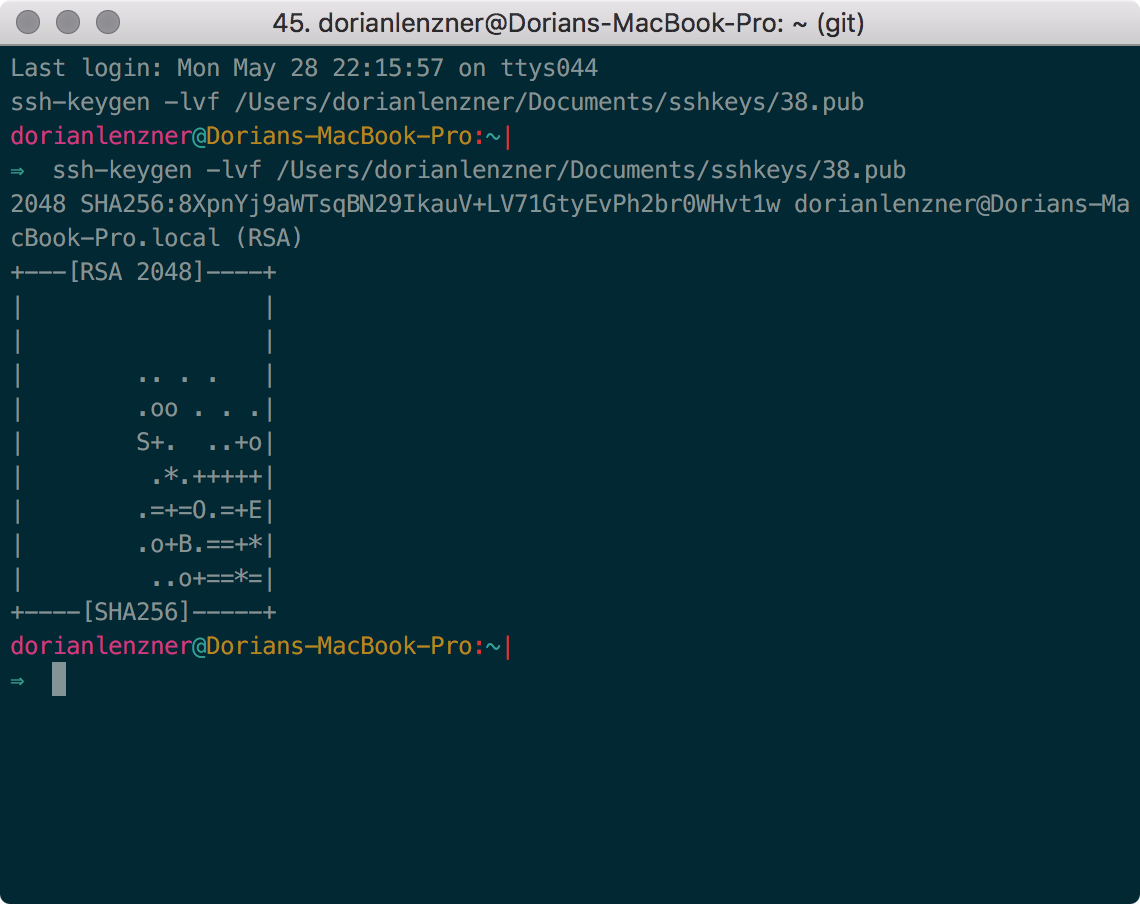 45. dorianlenzner@Dorians-MacBook-Pro: ~ (git)
Last login: Mon May 28 22:15:57 on ttys044
ssh-keygen -lvf /Users/dorianlenzner/Documents/sshkeys/38.pub
dorianlenzner@Dorians-MacBook-Pro:~|
⇒  ssh-keygen -lvf /Users/dorianlenzner/Documents/sshkeys/38.pub
2048 SHA256:8XpnYj9aWTsqBN29IkauV+LV71GtyEvPh2br0WHvt1w dorianlenzner@Dorians-Ma
cBook-Pro.local (RSA)
+---[RSA 2048]----+
|                 |
|                 |
|        .. . .   |
|        .oo . . .|
|        S+.  ..+o|
|         .*.+++++|
|        .=+=O.=+E|
|        .o+B.==+*|
|         ..o+==*=|
+----[SHA256]-----+
dorianlenzner@Dorians-MacBook-Pro:~|
⇒